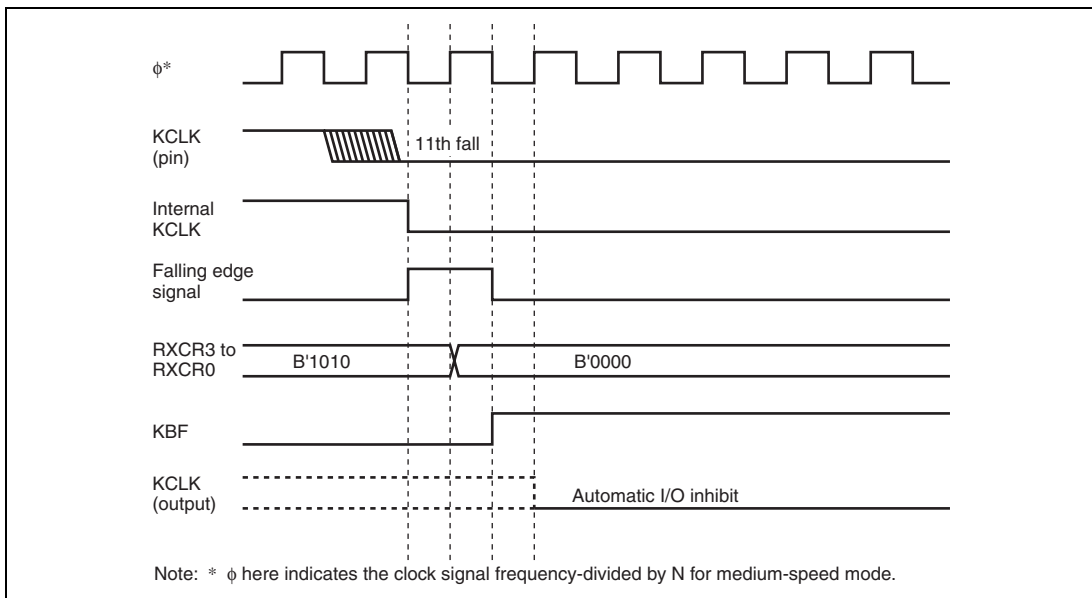 φ*
KCLK
(pin)
11th fall
Internal
KCLK
Falling edge
signal
RXCR3 to
RXCR0
B'1010
B'0000
KBF
KCLK
(output)
Automatic I/O inhibit
Note: * φ here indicates the clock signal frequency-divided by N for medium-speed mode.